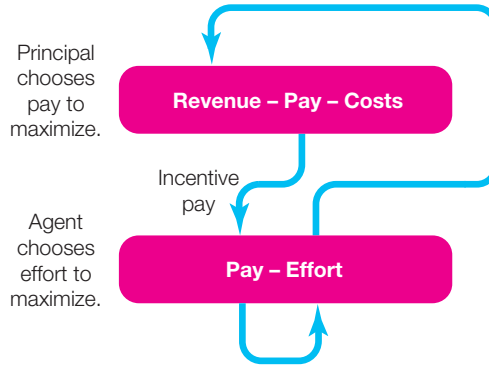 Principal
chooses
pay to
maximize.
Revenue – Pay – Costs
Incentive
pay
Agent
chooses
effort to
maximize.
Pay – Effort